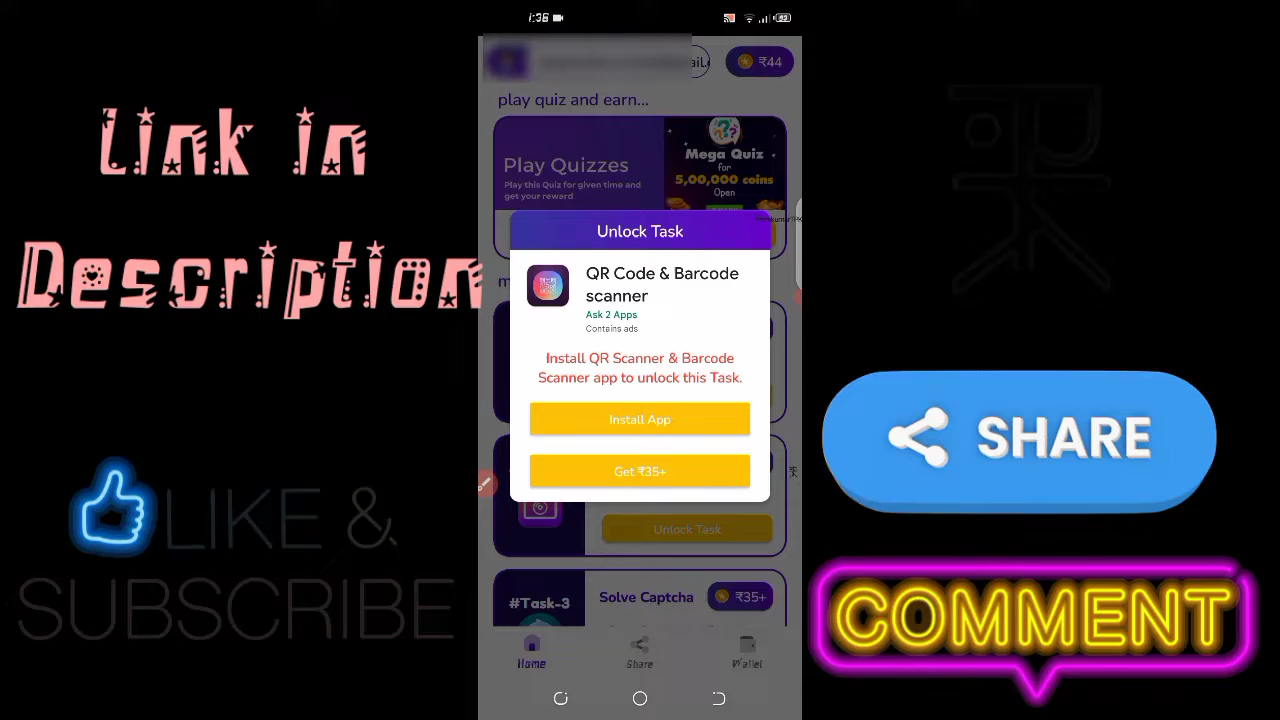 Link in
Description
LIKE &
SUBSCRIBE
1:36
42
ail.
₹44
play quiz and earn...
Play Quizzes
Play this Quiz for given time and
get your reward
Mega Quiz
for
5,00,000 coins
Open
Unlock Task
QR Code & Barcode
scanner
Ask 2 Apps
Contains ads
Install QR Scanner & Barcode
Scanner app to unlock this Task.
Install App
Get ₹35+
Unlock Task
#Task-3
Solve Captcha
₹35+
Home
Share
Wallet
SHARE
COMMENT